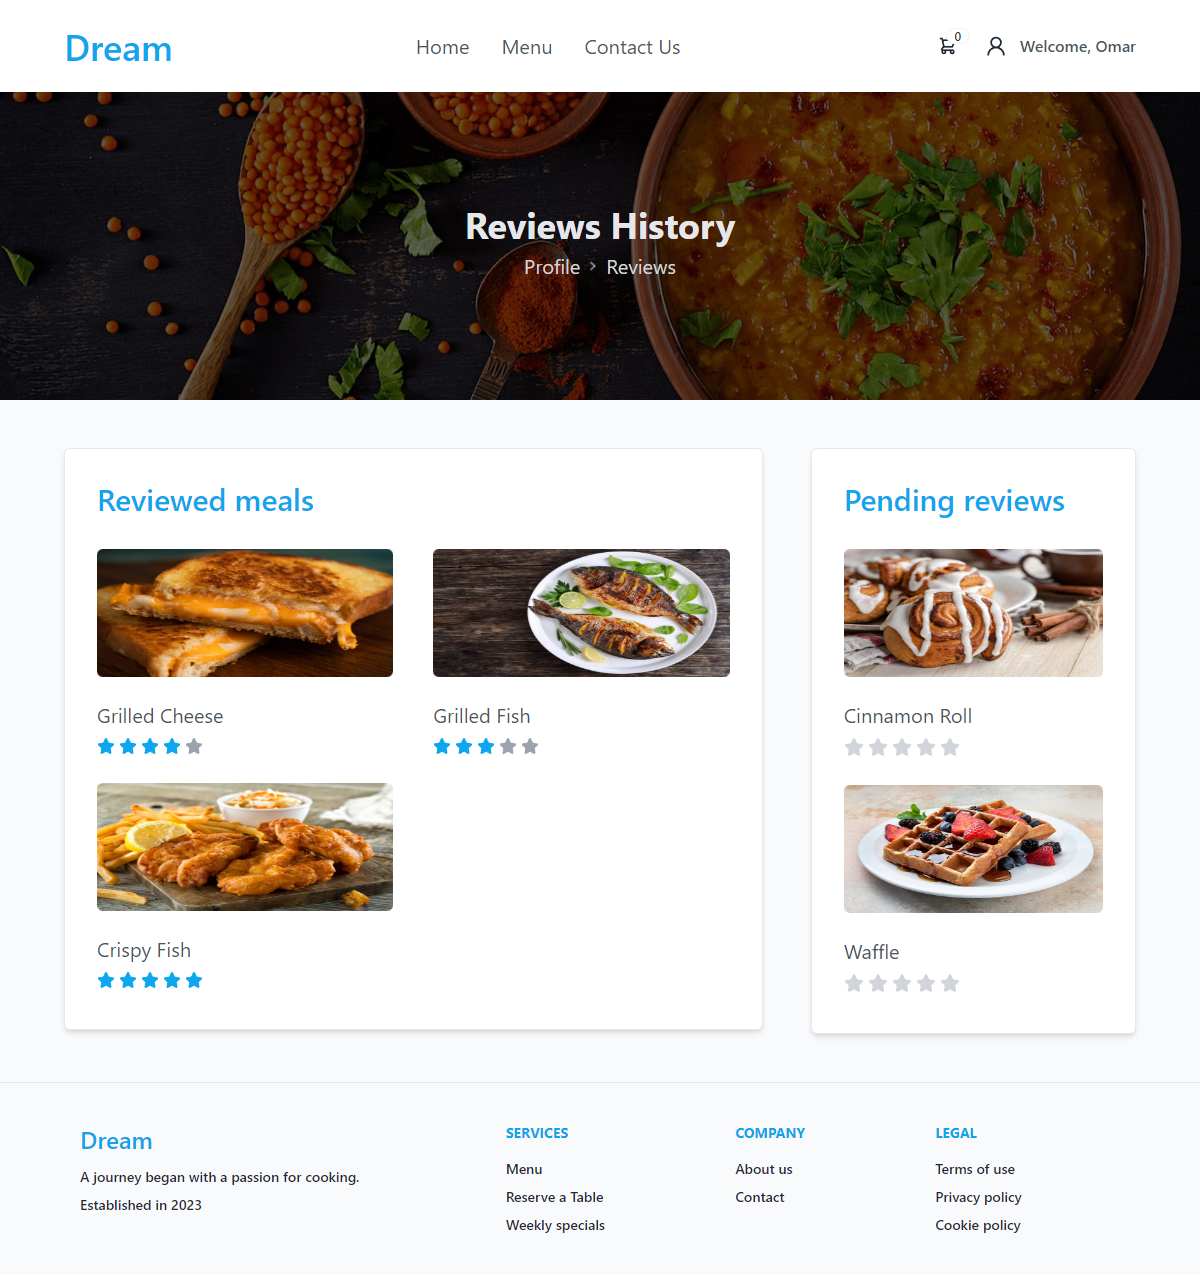 Dream
Home
Menu
Contact Us
0
Welcome, Omar
Reviews History
Profile
Reviews
Reviewed meals
Grilled Cheese
Grilled Fish
Crispy Fish
Pending reviews
Cinnamon Roll
Waffle
Dream
A journey began with a passion for cooking.
Established in 2023
SERVICES
Menu
Reserve a Table
Weekly specials
COMPANY
About us
Contact
LEGAL
Terms of use
Privacy policy
Cookie policy